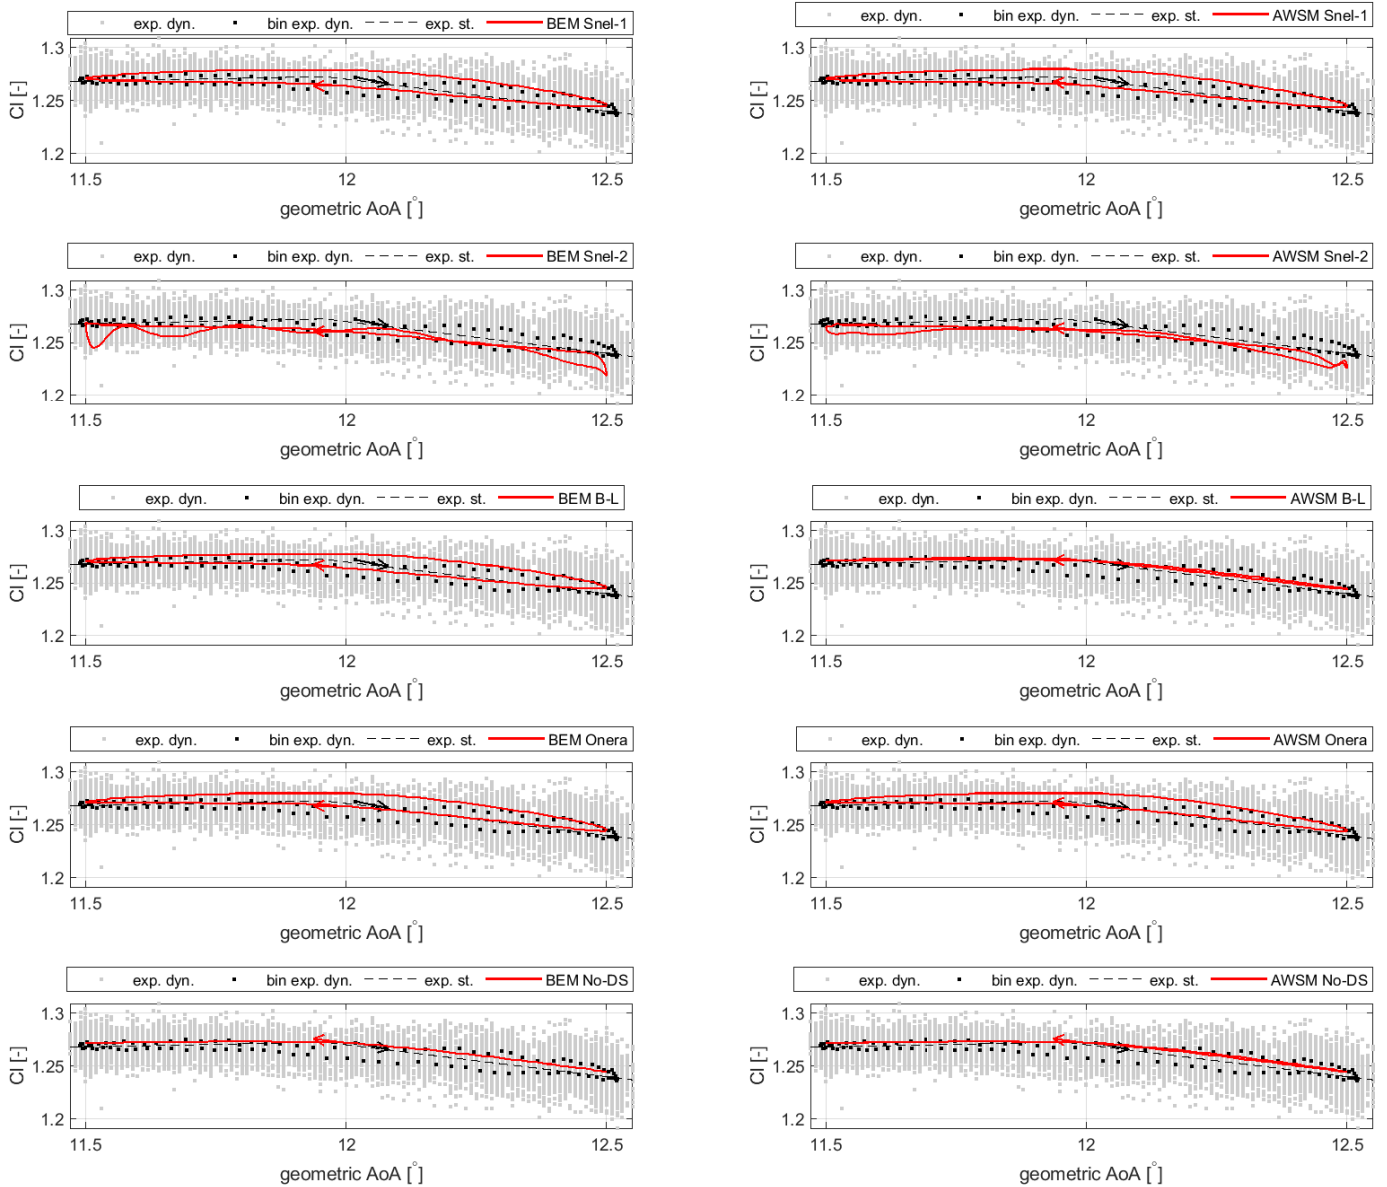 exp. dyn. bin exp. dyn. exp. st. BEM Snel-1
1.3
1.25
1.2
Cl [-]
11.5 12 12.5
geometric AoA [°]
exp. dyn. bin exp. dyn. exp. st. AWSM Snel-1
1.3
1.25
1.2
Cl [-]
11.5 12 12.5
geometric AoA [°]
exp. dyn. bin exp. dyn. exp. st. BEM Snel-2
1.3
1.25
1.2
Cl [-]
11.5 12 12.5
geometric AoA [°]
exp. dyn. bin exp. dyn. exp. st. AWSM Snel-2
1.3
1.25
1.2
Cl [-]
11.5 12 12.5
geometric AoA [°]
exp. dyn. bin exp. dyn. exp. st. BEM B-L
1.3
1.25
1.2
Cl [-]
11.5 12 12.5
geometric AoA [°]
exp. dyn. bin exp. dyn. exp. st. AWSM B-L
1.3
1.25
1.2
Cl [-]
11.5 12 12.5
geometric AoA [°]
exp. dyn. bin exp. dyn. exp. st. BEM Onera
1.3
1.25
1.2
Cl [-]
11.5 12 12.5
geometric AoA [°]
exp. dyn. bin exp. dyn. exp. st. AWSM Onera
1.3
1.25
1.2
Cl [-]
11.5 12 12.5
geometric AoA [°]
exp. dyn. bin exp. dyn. exp. st. BEM No-DS
1.3
1.25
1.2
Cl [-]
11.5 12 12.5
geometric AoA [°]
exp. dyn. bin exp. dyn. exp. st. AWSM No-DS
1.3
1.25
1.2
Cl [-]
11.5 12 12.5
geometric AoA [°]